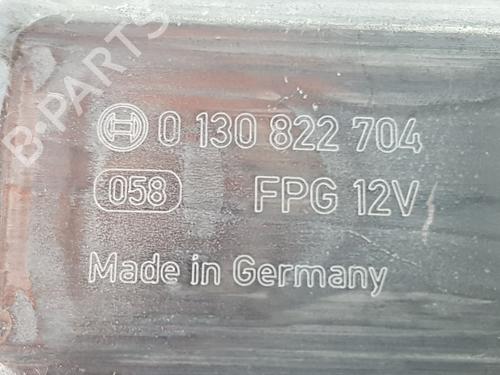 0 130 822 704
058 FPG 12V
Made in Germany
B-PARTS